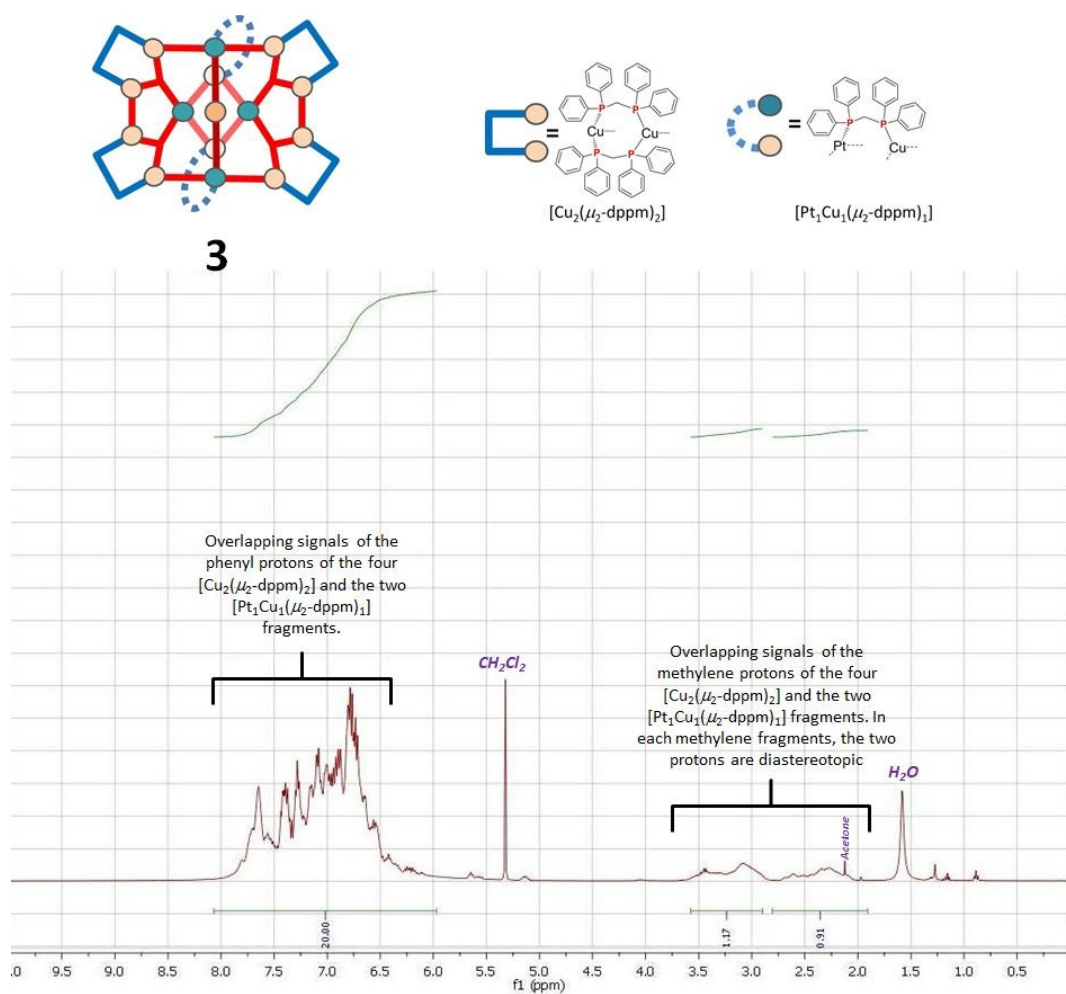 =
=
P P
Cu Cu
P P
P P
Pt Cu
[Cu₂(μ₂-dppm)₂]
[Pt₁Cu₁(μ₂-dppm)₁]
3
Overlapping signals of the
phenyl protons of the four
[Cu₂(μ₂-dppm)₂] and the two
[Pt₁Cu₁(μ₂-dppm)₁]
fragments.
CH₂Cl₂
Overlapping signals of the
methylene protons of the four
[Cu₂(μ₂-dppm)₂] and the two
[Pt₁Cu₁(μ₂-dppm)₁] fragments. In
each methylene fragments, the two
protons are diastereotopic
H₂O
Acetone
20.00
1.17
0.91
.0 9.5 9.0 8.5 8.0 7.5 7.0 6.5 6.0 5.5 5.0 4.5 4.0 3.5 3.0 2.5 2.0 1.5 1.0 0.5
f1 (ppm)